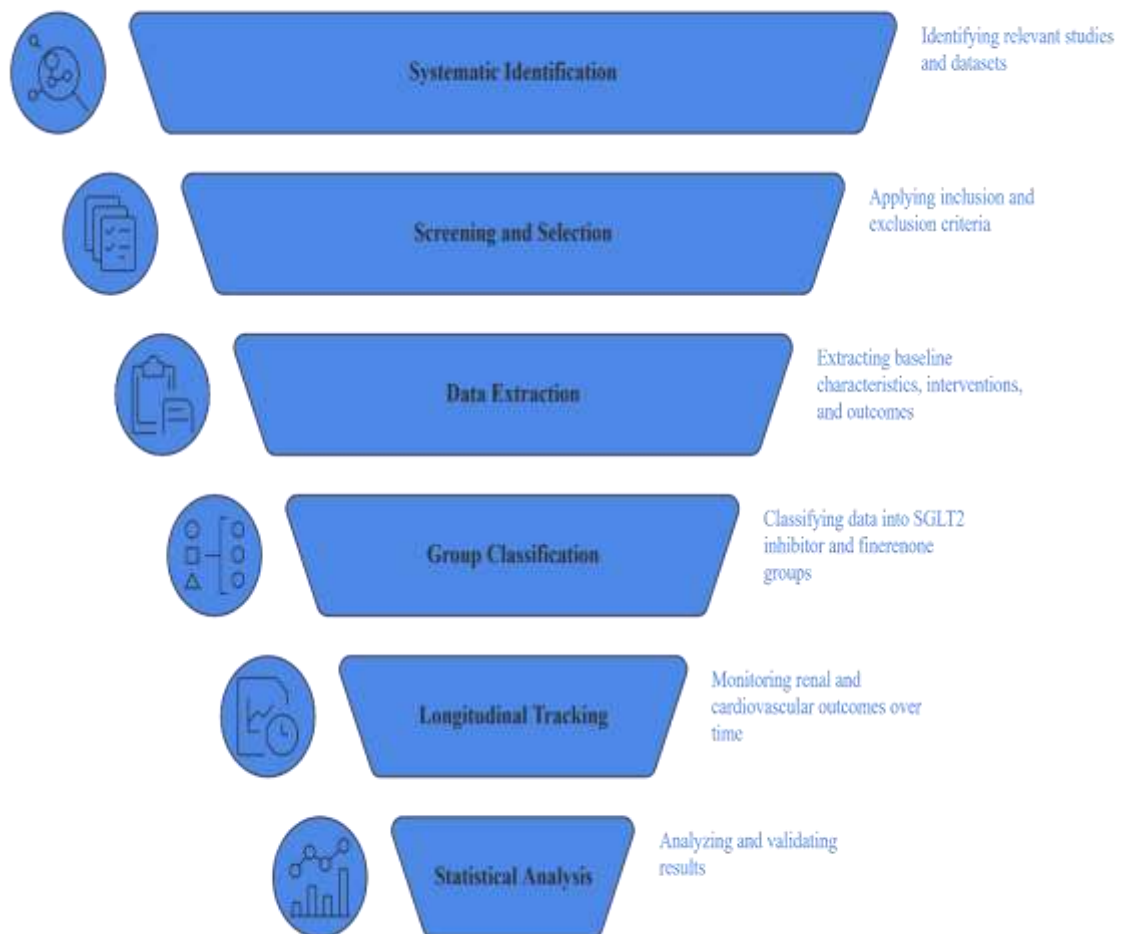 Systematic Identification
Identifying relevant studies
and datasets
Screening and Selection
Applying inclusion and
exclusion criteria
Data Extraction
Extracting baseline
characteristics, interventions,
and outcomes
Group Classification
Classifying data into SGLT2
inhibitor and finerenone
groups
Longitudinal Tracking
Monitoring renal and
cardiovascular outcomes over
time
Statistical Analysis
Analyzing and validating
results